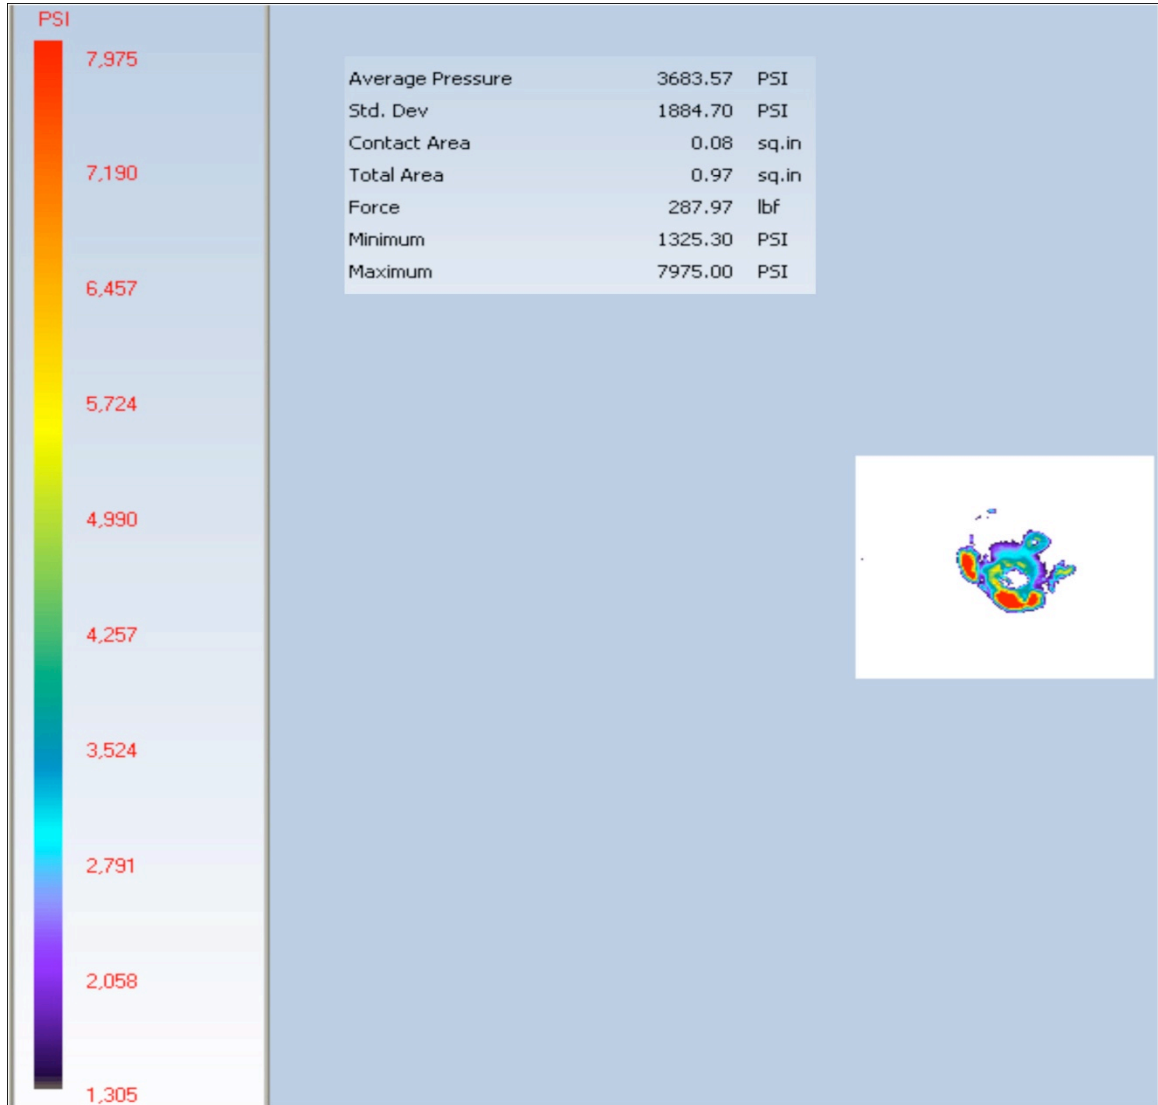 PSI
7,975
7,190
6,457
5,724
4,990
4,257
3,524
2,791
2,058
1,305
Average Pressure 3683.57 PSI
Std. Dev 1884.70 PSI
Contact Area 0.08 sq.in
Total Area 0.97 sq.in
Force 287.97 lbf
Minimum 1325.30 PSI
Maximum 7975.00 PSI